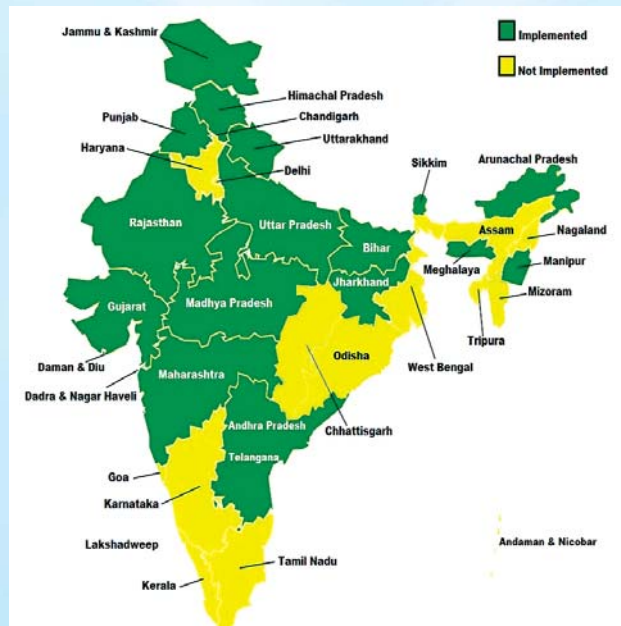 Jammu & Kashmir
Implemented
Not Implemented
Himachal Pradesh
Punjab
Chandigarh
Haryana
Uttarakhand
Delhi
Sikkim
Arunachal Pradesh
Rajasthan
Uttar Pradesh
Assam
Nagaland
Bihar
Meghalaya
Manipur
Jharkhand
Gujarat
Madhya Pradesh
Mizoram
Tripura
Odisha
Daman & Diu
Maharashtra
West Bengal
Dadra & Nagar Haveli
Andhra Pradesh
Chhattisgarh
Telangana
Goa
Karnataka
Lakshadweep
Andaman & Nicobar
Tamil Nadu
Kerala